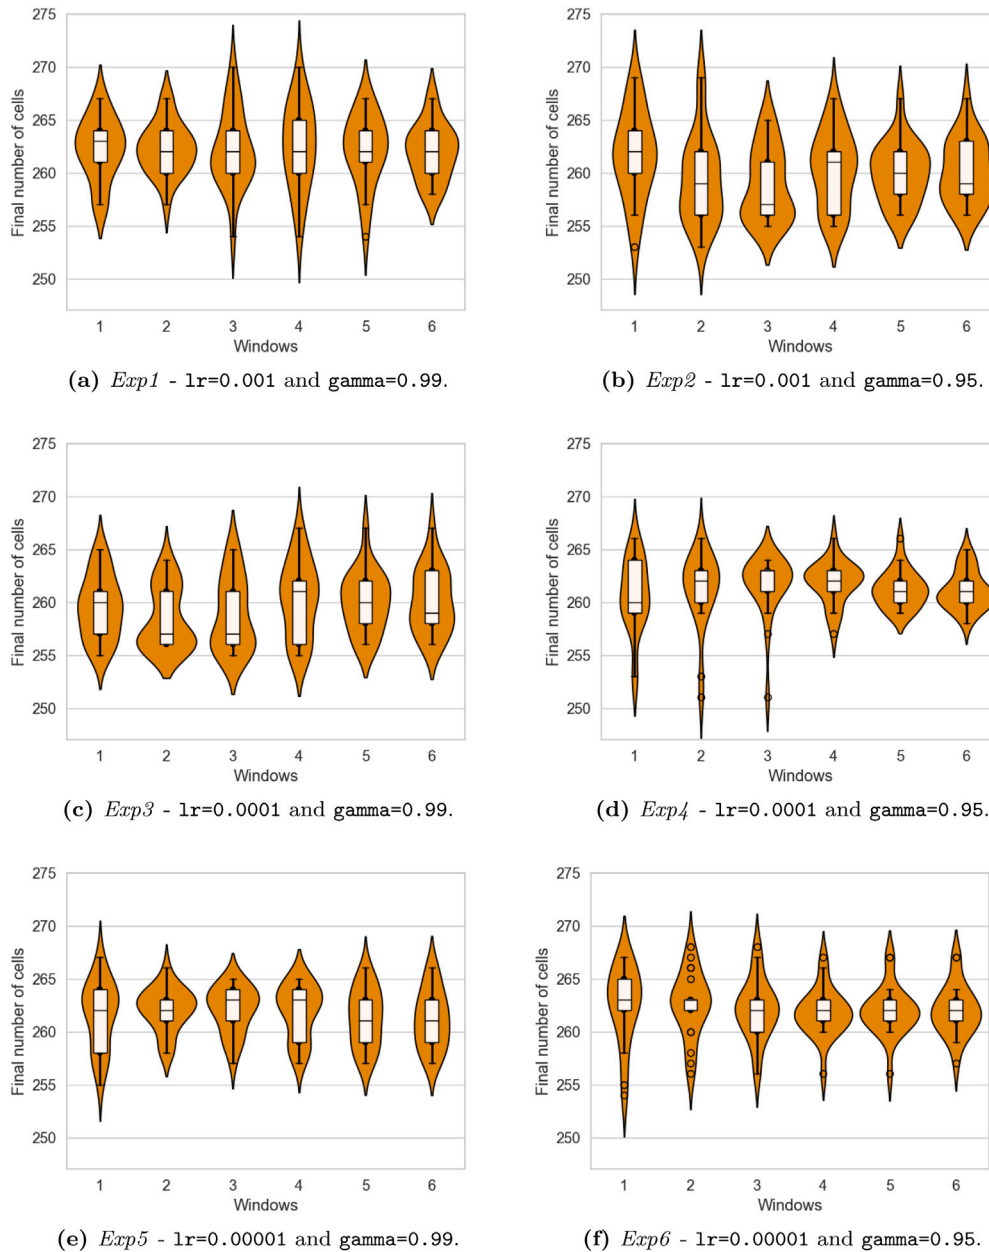 275
270
265
260
255
250
Final number of cells
1 2 3 4 5 6
Windows
(a) Exp1 - lr=0.001 and gamma=0.99.
275
270
265
260
255
250
Final number of cells
1 2 3 4 5 6
Windows
(b) Exp2 - lr=0.001 and gamma=0.95.
275
270
265
260
255
250
Final number of cells
1 2 3 4 5 6
Windows
(c) Exp3 - lr=0.0001 and gamma=0.99.
275
270
265
260
255
250
Final number of cells
1 2 3 4 5 6
Windows
(d) Exp4 - lr=0.0001 and gamma=0.95.
275
270
265
260
255
250
Final number of cells
1 2 3 4 5 6
Windows
(e) Exp5 - lr=0.00001 and gamma=0.99.
275
270
265
260
255
250
Final number of cells
1 2 3 4 5 6
Windows
(f) Exp6 - lr=0.00001 and gamma=0.95.